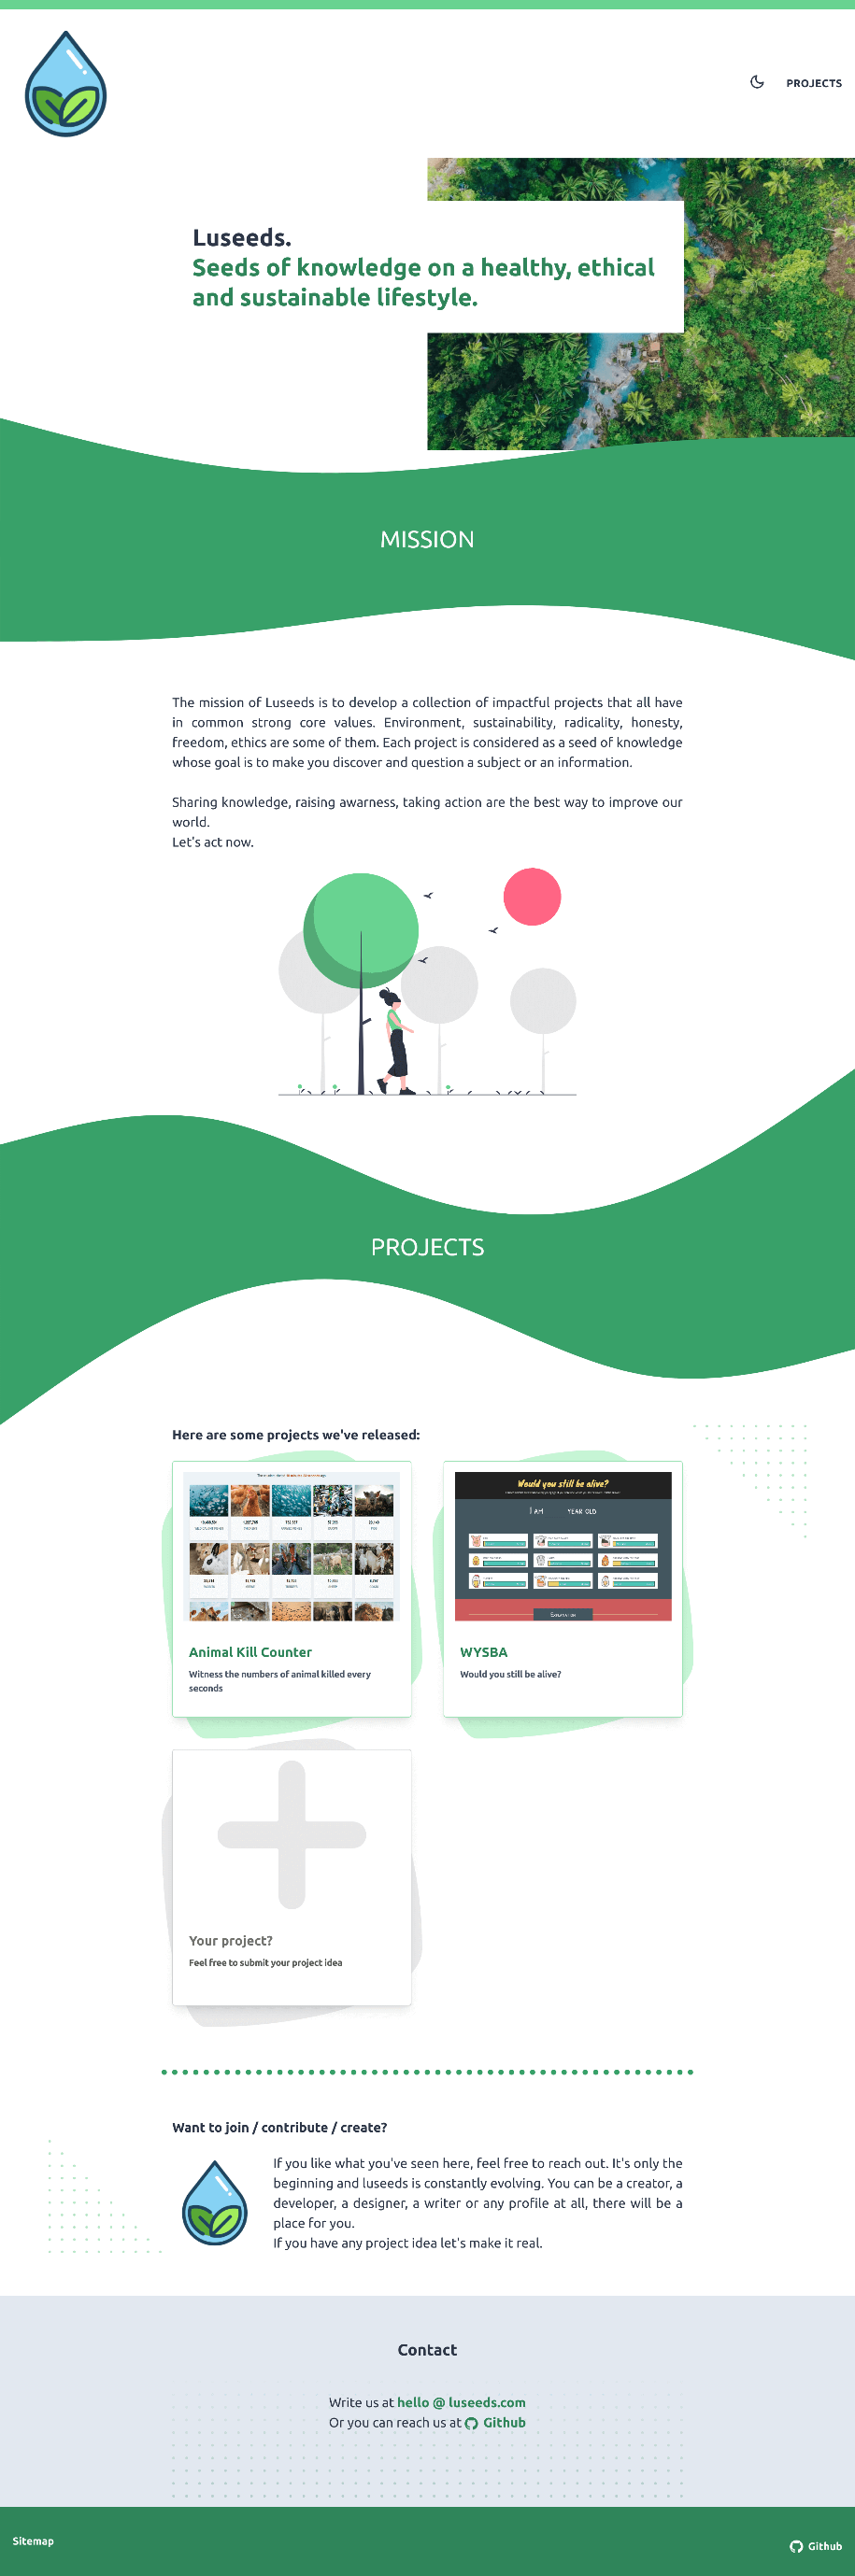 PROJECTS
Luseeds.
Seeds of knowledge on a healthy, ethical
and sustainable lifestyle.
MISSION
The mission of Luseeds is to develop a collection of impactful projects that all have
in common strong core values. Environment, sustainability, radicality, honesty,
freedom, ethics are some of them. Each project is considered as a seed of knowledge
whose goal is to make you discover and question a subject or an information.
Sharing knowledge, raising awarness, taking action are the best way to improve our
world.
Let's act now.
PROJECTS
Here are some projects we've released:
Would you still be alive?
I AM YEAR OLD
Explanation
Animal Kill Counter
Witness the numbers of animal killed every
seconds
WYSBA
Would you still be alive?
Your project?
Feel free to submit your project idea
Want to join / contribute / create?
If you like what you've seen here, feel free to reach out. It's only the
beginning and luseeds is constantly evolving. You can be a creator, a
developer, a designer, a writer or any profile at all, there will be a
place for you.
If you have any project idea let's make it real.
Contact
Write us at hello @ luseeds.com
Or you can reach us at Github
Sitemap
Github